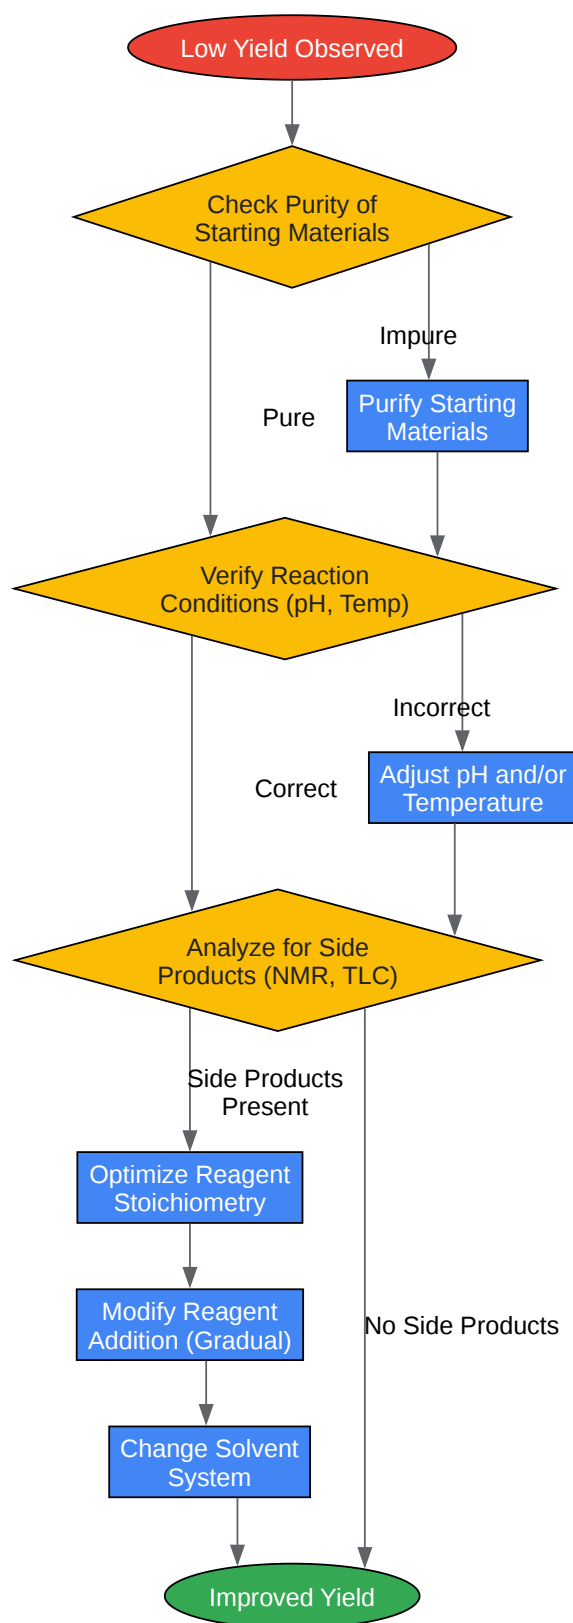 Low Yield Observed
Check Purity of
Starting Materials
Impure
Pure
Purify Starting
Materials
Verify Reaction
Conditions (pH, Temp)
Incorrect
Correct
Adjust pH and/or
Temperature
Analyze for Side
Products (NMR, TLC)
Side Products
Present
Optimize Reagent
Stoichiometry
Modify Reagent
Addition (Gradual)
No Side Products
Change Solvent
System
Improved Yield